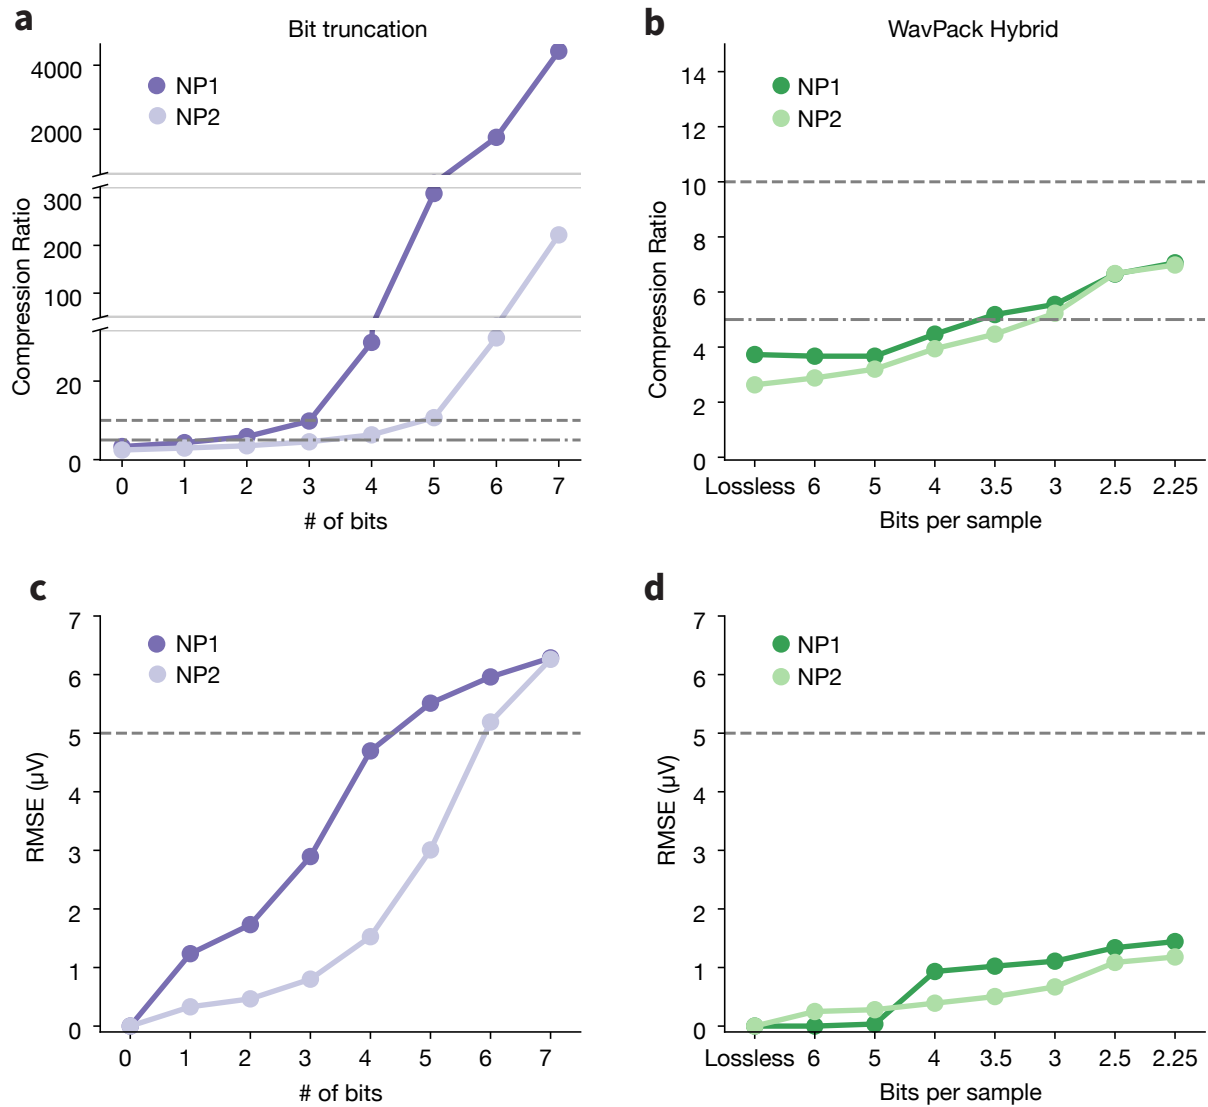 a
Bit truncation
4000
2000
300
200
100
20
0
Compression Ratio
NP1
NP2
0 1 2 3 4 5 6 7
# of bits
b
WavPack Hybrid
14
12
10
8
6
4
2
0
Compression Ratio
NP1
NP2
Lossless 6 5 4 3.5 3 2.5 2.25
Bits per sample
c
7
6
5
4
3
2
1
0
RMSE (µV)
NP1
NP2
0 1 2 3 4 5 6 7
# of bits
d
7
6
5
4
3
2
1
0
RMSE (µV)
NP1
NP2
Lossless 6 5 4 3.5 3 2.5 2.25
Bits per sample